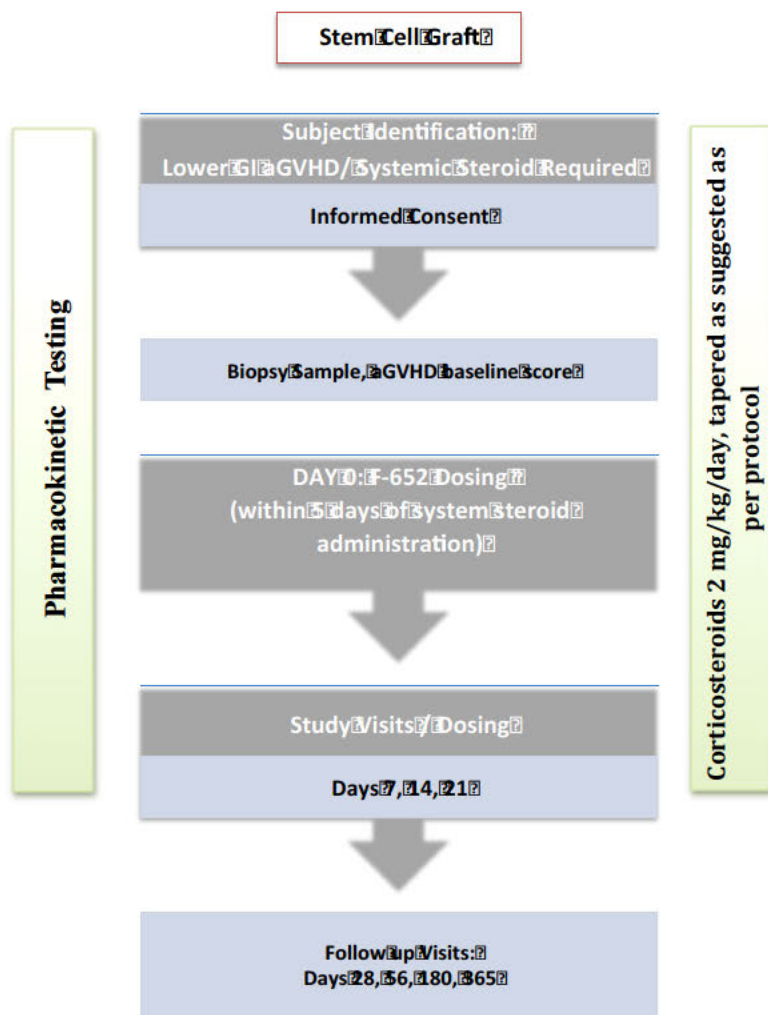 Stem Cell Graft
Subject Identification:
Lower GI aGVHD/ Systemic Steroid Required
Informed Consent
Biopsy Sample, aGVHD baseline score
DAY 0: F-652 Dosing
(within 5 days of system steroid
administration)
Study Visits / Dosing
Days 7, 14, 21
Follow up Visits:
Days 28, 56, 180, 365
Pharmacokinetic Testing
Corticosteroids 2 mg/kg/day, tapered as suggested as
per protocol